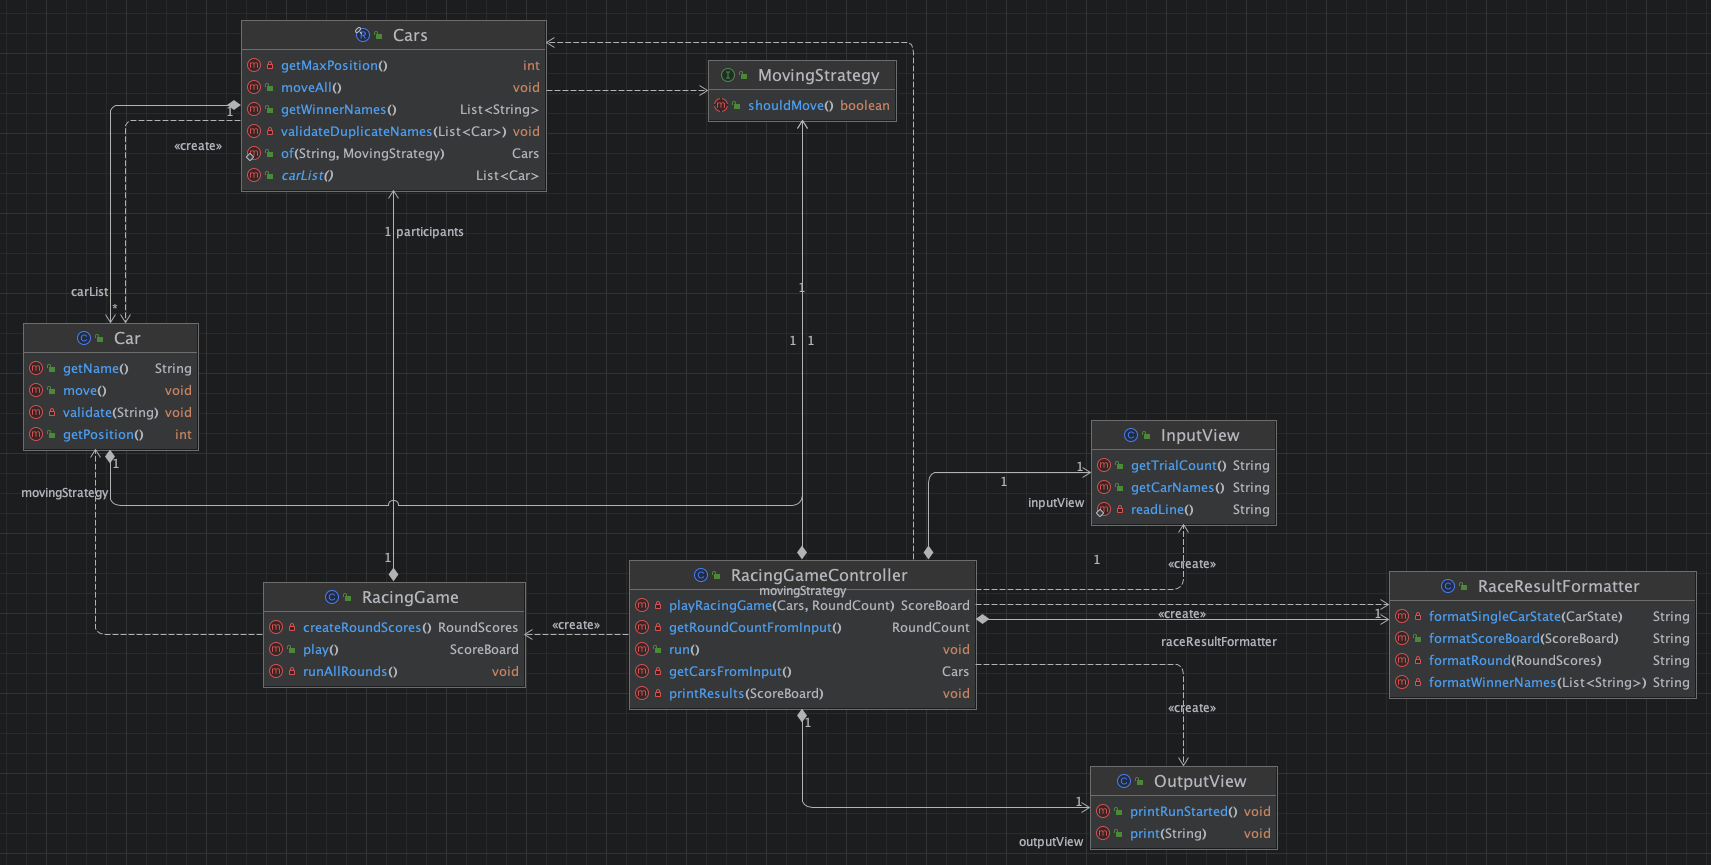 Cars
getMaxPosition() int
moveAll() void
getWinnerNames() List<String>
validateDuplicateNames(List<Car>) void
of(String, MovingStrategy) Cars
carList() List<Car>
MovingStrategy
shouldMove() boolean
1
«create»
1 participants
carList
*
1
1 1
Car
getName() String
move() void
validate(String) void
getPosition() int
1
movingStrategy
InputView
getTrialCount() String
getCarNames() String
readLine() String
1
1
inputView
1
1
«create»
RacingGame
createRoundScores() RoundScores
play() ScoreBoard
runAllRounds() void
«create»
RacingGameController
movingStrategy
playRacingGame(Cars, RoundCount) ScoreBoard
getRoundCountFromInput() RoundCount
run() void
getCarsFromInput() Cars
printResults(ScoreBoard) void
«create»
1
raceResultFormatter
RaceResultFormatter
formatSingleCarState(CarState) String
formatScoreBoard(ScoreBoard) String
formatRound(RoundScores) String
formatWinnerNames(List<String>) String
«create»
1
1
outputView
OutputView
printRunStarted() void
print(String) void